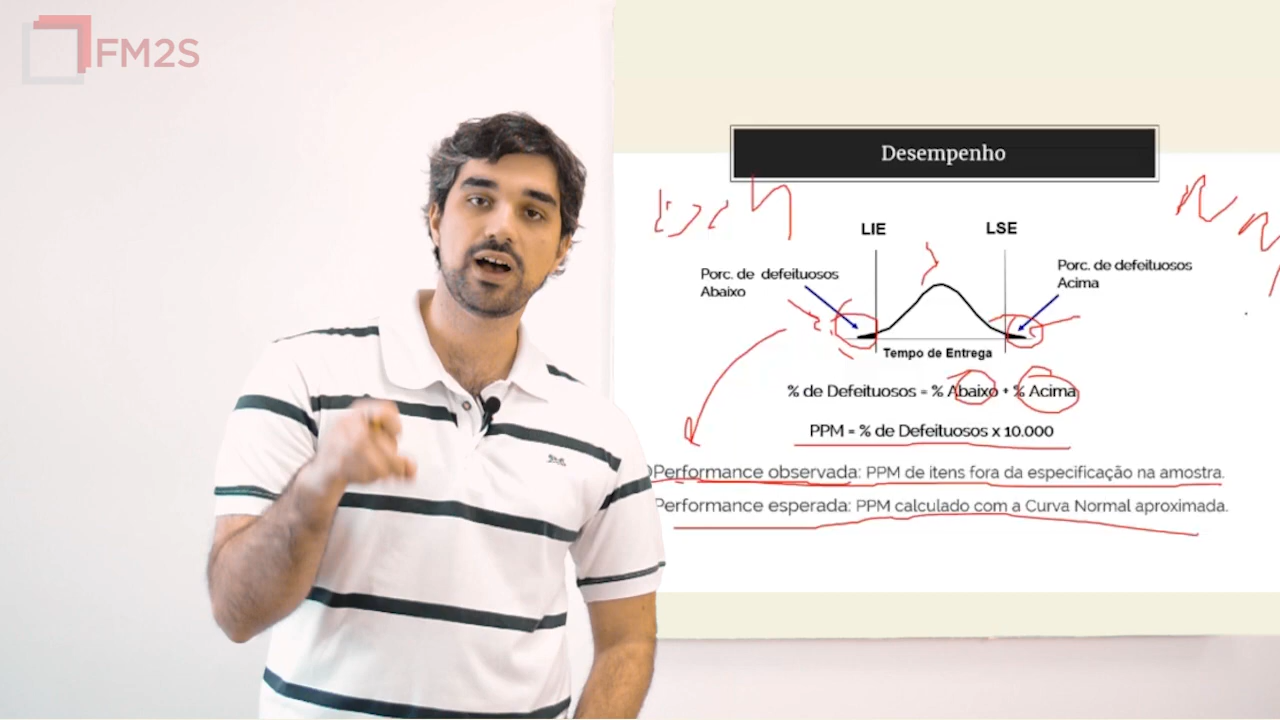 FM2S
Desempenho
LIE
LSE
Porc. de defeituosos
Abaixo
Porc. de defeituosos
Acima
Tempo de Entrega
% de Defeituosos = % Abaixo + % Acima
PPM = % de Defeituosos x 10.000
Performance observada: PPM de itens fora da especificação na amostra.
Performance esperada: PPM calculado com a Curva Normal aproximada.